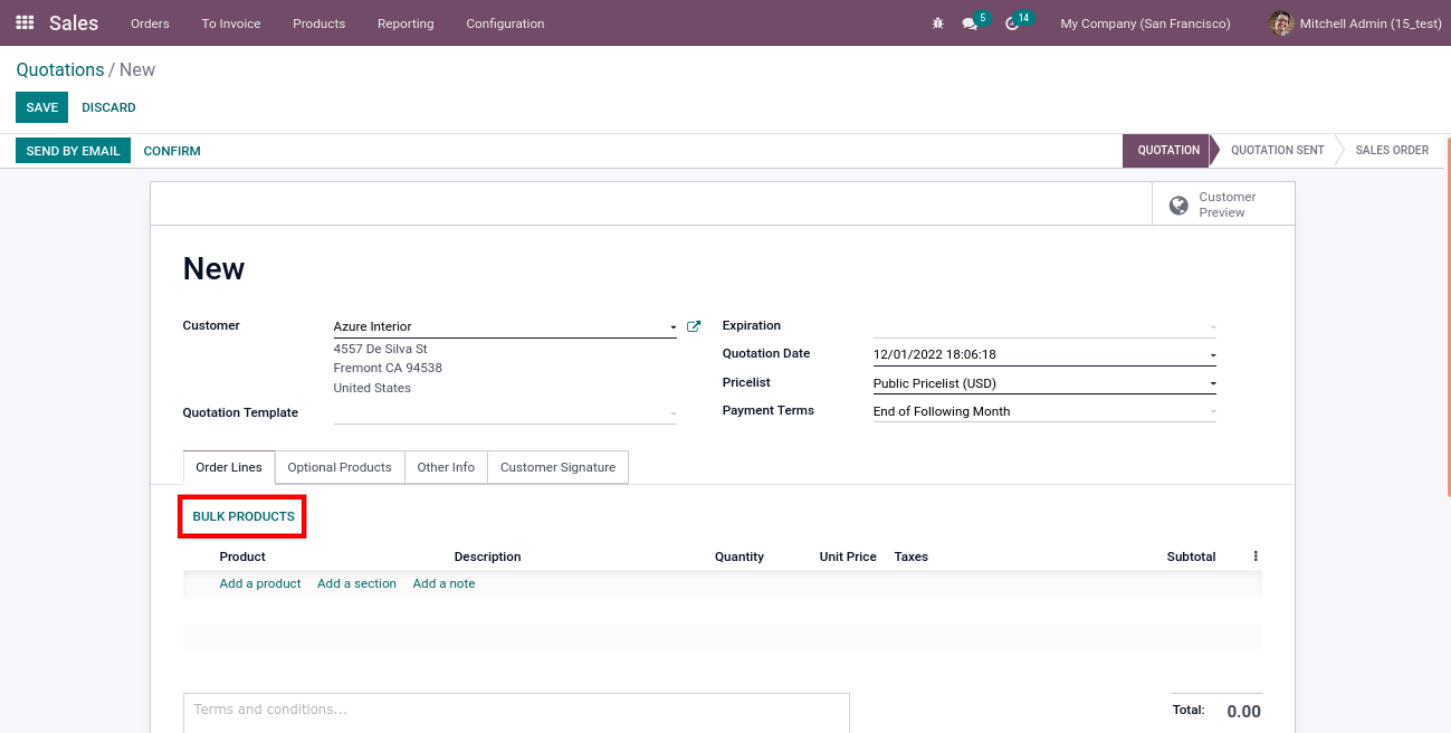 Sales Orders To Invoice Products Reporting Configuration 5 14 My Company (San Francisco) Mitchell Admin (15_test)
Quotations / New
SAVE DISCARD
SEND BY EMAIL CONFIRM QUOTATION QUOTATION SENT SALES ORDER
Customer
Preview
New
Customer Azure Interior Expiration
4557 De Silva St
Quotation Date 12/01/2022 18:06:18
Fremont CA 94538
United States
Pricelist Public Pricelist (USD)
Quotation Template Payment Terms End of Following Month
Order Lines Optional Products Other Info Customer Signature
BULK PRODUCTS
Product Description Quantity Unit Price Taxes Subtotal
Add a product Add a section Add a note
Terms and conditions...
Total: 0.00